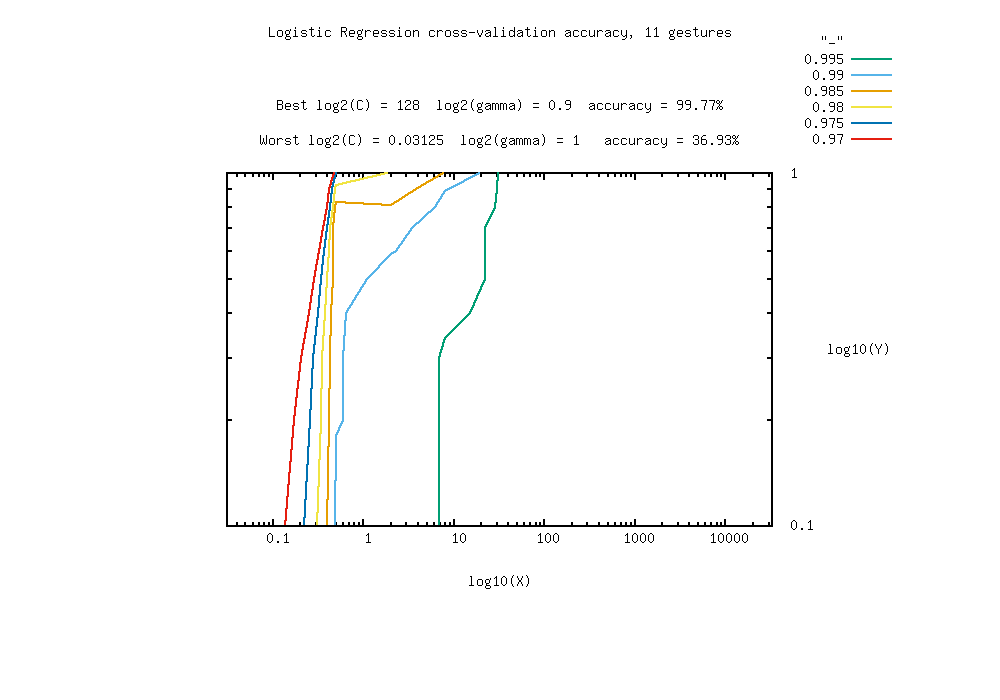 Logistic Regression cross-validation accuracy, 11 gestures
"_"
0.995
0.99
0.985
0.98
0.975
0.97
Best log2(C) = 128  log2(gamma) = 0.9  accuracy = 99.77%
Worst log2(C) = 0.03125  log2(gamma) = 1   accuracy = 36.93%
1
log10(Y)
0.1
0.1 1 10 100 1000 10000
log10(X)